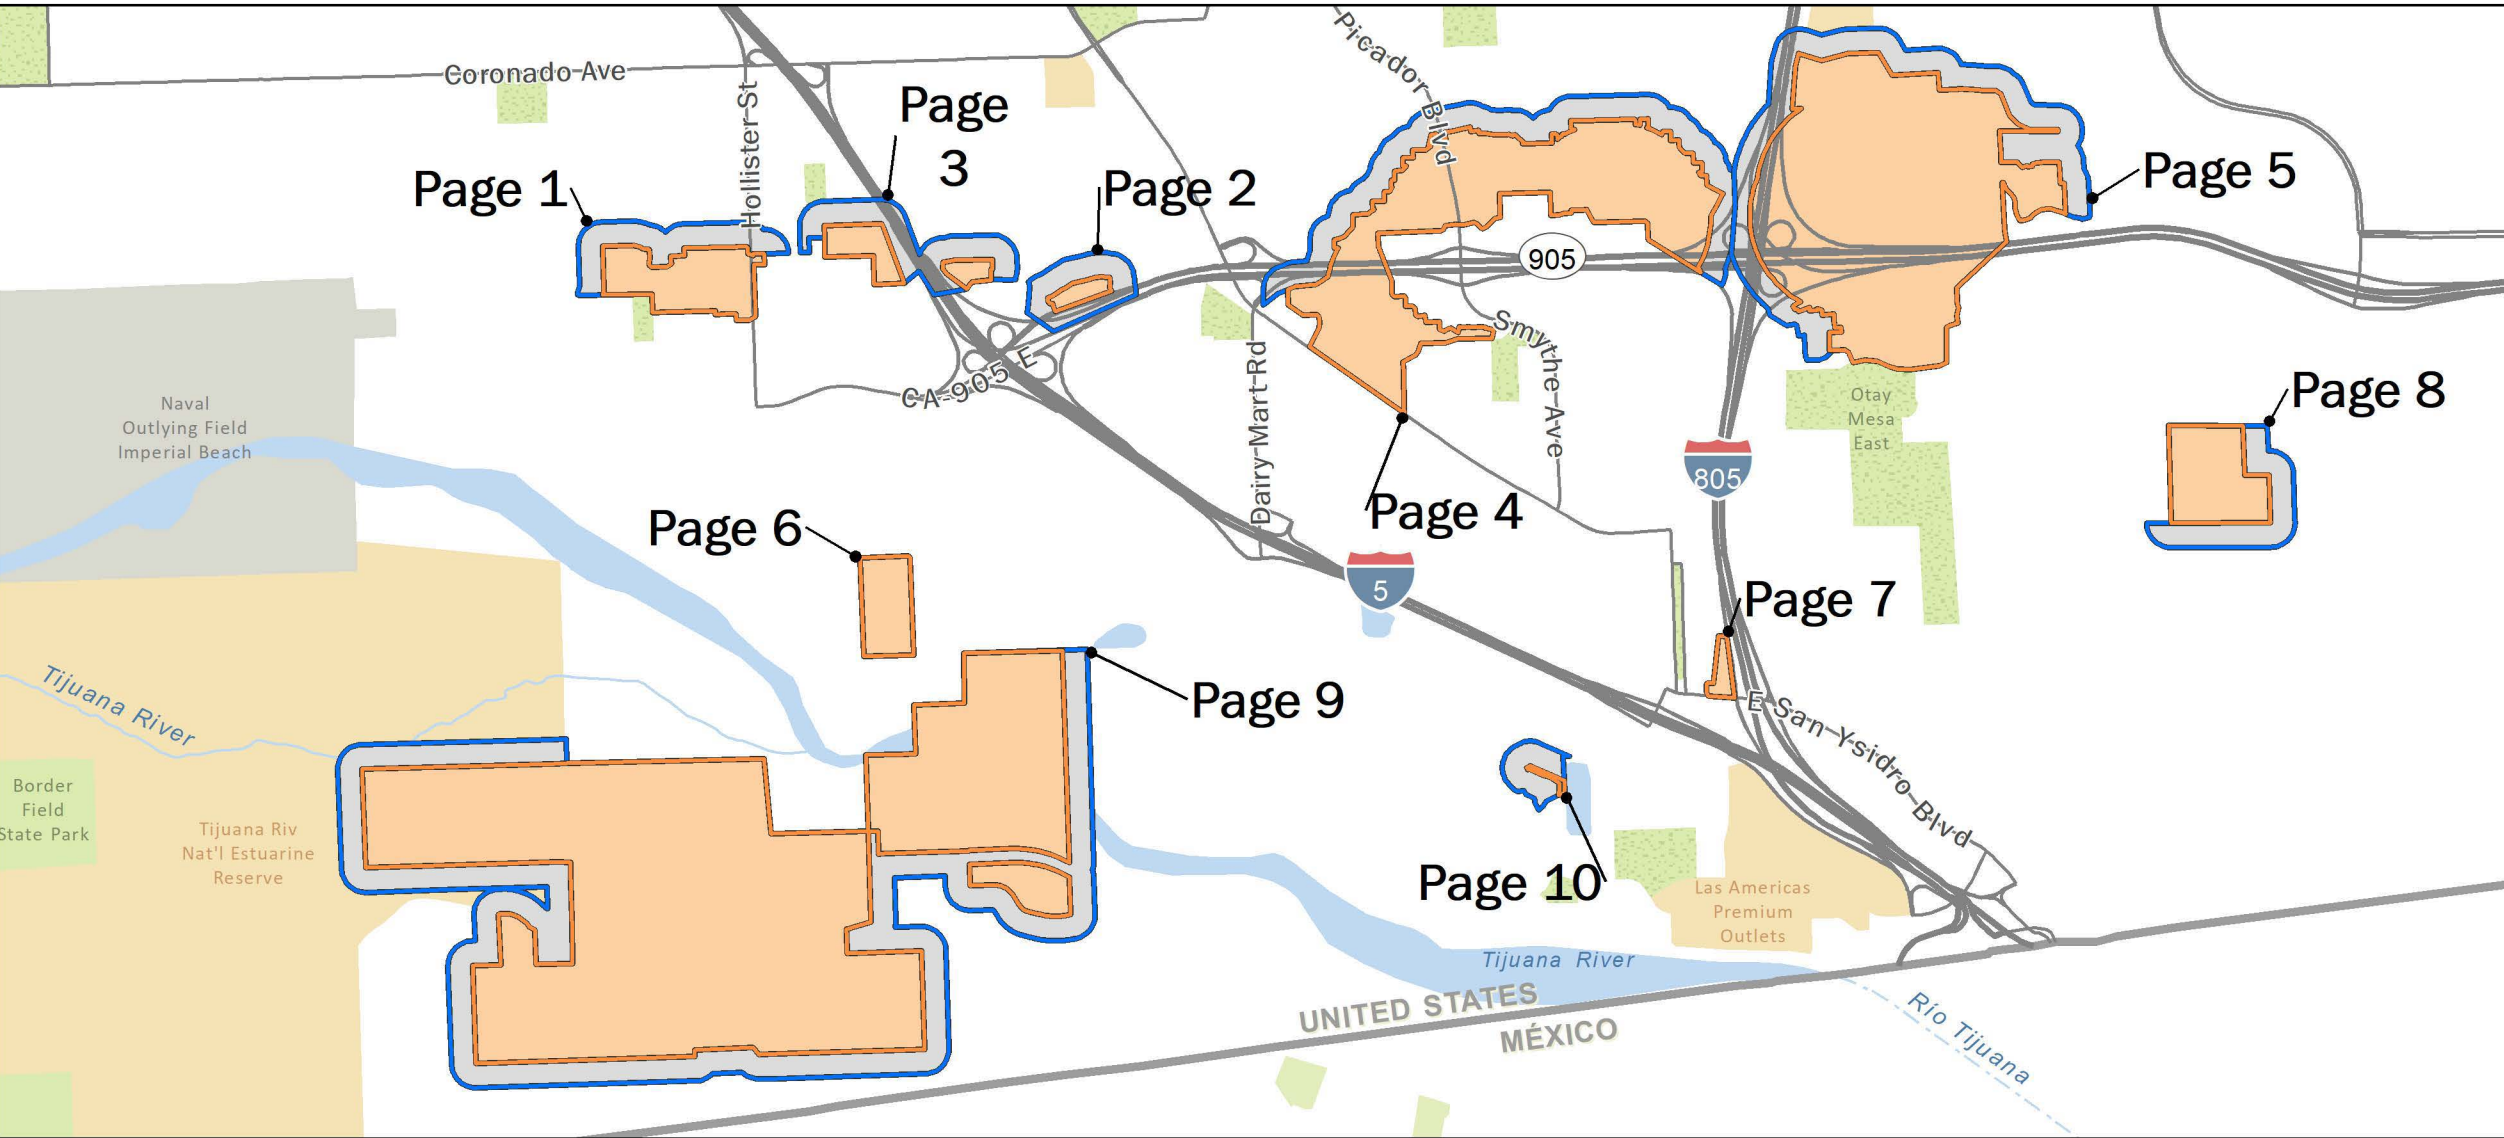 Coronado Ave
Hollister St
Picador Blvd
Page
3
Page 1
Page 2
Page 5
905
Smythe Ave
CA-905 E
Dairy Mart Rd
Naval
Outlying Field
Imperial Beach
Otay
Mesa
East
Page 8
805
Page 4
Page 6
5
Page 7
Page 9
E San Ysidro Blvd
Tijuana River
Border
Field
State Park
Tijuana Riv
Nat'l Estuarine
Reserve
Page 10
Las Americas
Premium
Outlets
Tijuana River
UNITED STATES
MÉXICO
Río Tijuana